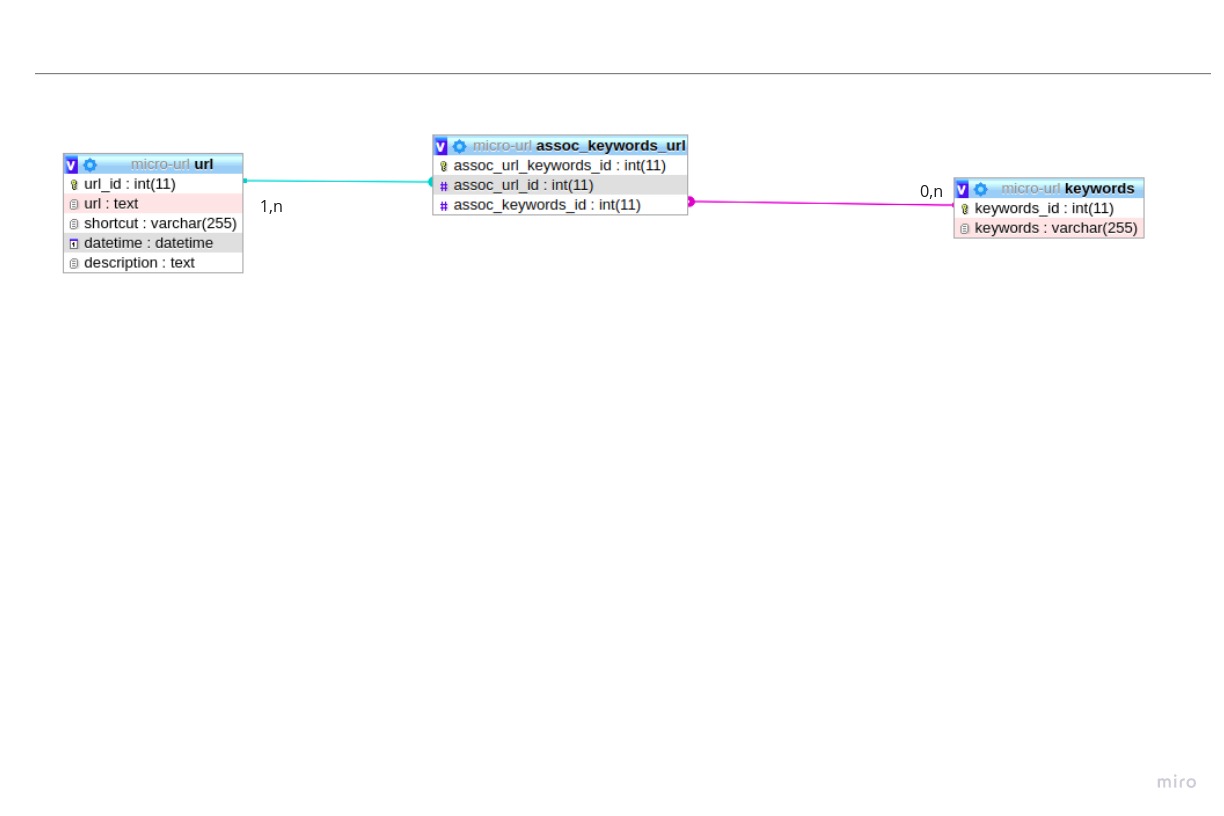 micro-url url
url_id : int(11)
url : text
shortcut : varchar(255)
datetime : datetime
description : text
1,n
micro-url assoc_keywords_url
assoc_url_keywords_id : int(11)
assoc_url_id : int(11)
assoc_keywords_id : int(11)
0,n
micro-url keywords
keywords_id : int(11)
keywords : varchar(255)
miro